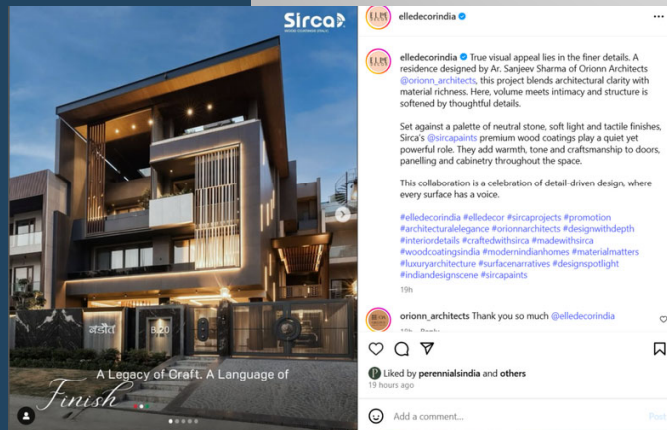 Sirca
elledecorindia
elledecorindia True visual appeal lies in the finer details. A
residence designed by Ar. Sanjeev Sharma of Orionn Architects
@orionn_architects, this project blends architectural clarity with
material richness. Here, volume meets intimacy and structure is
softened by thoughtful details.
Set against a palette of neutral stone, soft light and tactile finishes,
Sirca's @sircapaints premium wood coatings play a quiet yet
powerful role. They add warmth, tone and craftsmanship to doors,
panelling and cabinetry throughout the space.
This collaboration is a celebration of detail-driven design, where
every surface has a voice.
#elledecorindia #elledecor #sircaprojects #promotion
#architecturalelegance #orionnarchitects #designwithdepth
#interiordetails #craftedwithsirca #madewithsirca
#woodcoatingsindia #modernindianhomes #materialmatters
#luxuryarchitecture #surfacenarratives #designspotlight
#indiandesignscene #sircapaints
19h
orionn_architects Thank you so much @elledecorindia
Reply
B 20
A Legacy of Craft. A Language of
Finish
Liked by perennialsindia and others
19 hours ago
Add a comment...
Post